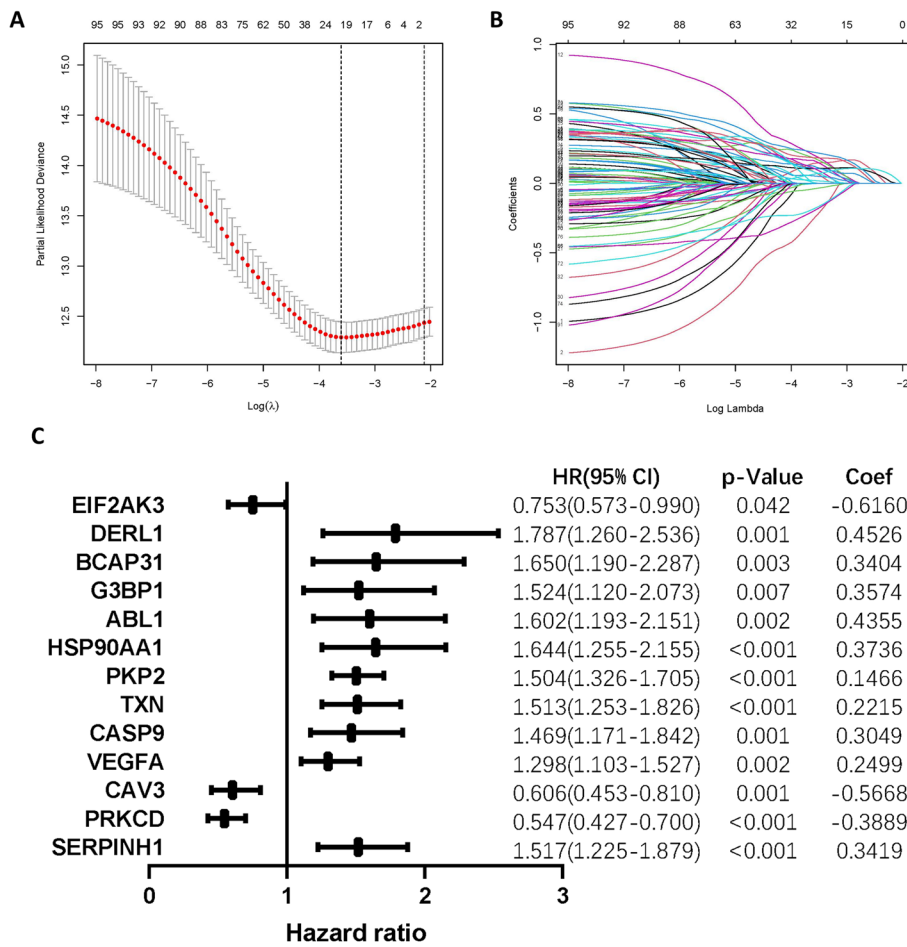 A
95 95 93 92 90 88 83 75 62 50 38 24 19 17 6 4 2
Partial Likelihood Deviance
15.0
14.5
14.0
13.5
13.0
12.5
−8 −7 −6 −5 −4 −3 −2
Log(λ)
B
95 92 88 63 32 15 0
Coefficients
1.0
0.5
0.0
−0.5
−1.0
−8 −7 −6 −5 −4 −3 −2
Log Lambda
C
HR(95% CI) p-Value Coef
EIF2AK3 0.753(0.573-0.990) 0.042 -0.6160
DERL1 1.787(1.260-2.536) 0.001 0.4526
BCAP31 1.650(1.190-2.287) 0.003 0.3404
G3BP1 1.524(1.120-2.073) 0.007 0.3574
ABL1 1.602(1.193-2.151) 0.002 0.4355
HSP90AA1 1.644(1.255-2.155) <0.001 0.3736
PKP2 1.504(1.326-1.705) <0.001 0.1466
TXN 1.513(1.253-1.826) <0.001 0.2215
CASP9 1.469(1.171-1.842) 0.001 0.3049
VEGFA 1.298(1.103-1.527) 0.002 0.2499
CAV3 0.606(0.453-0.810) 0.001 -0.5668
PRKCD 0.547(0.427-0.700) <0.001 -0.3889
SERPINH1 1.517(1.225-1.879) <0.001 0.3419
0 1 2 3
Hazard ratio